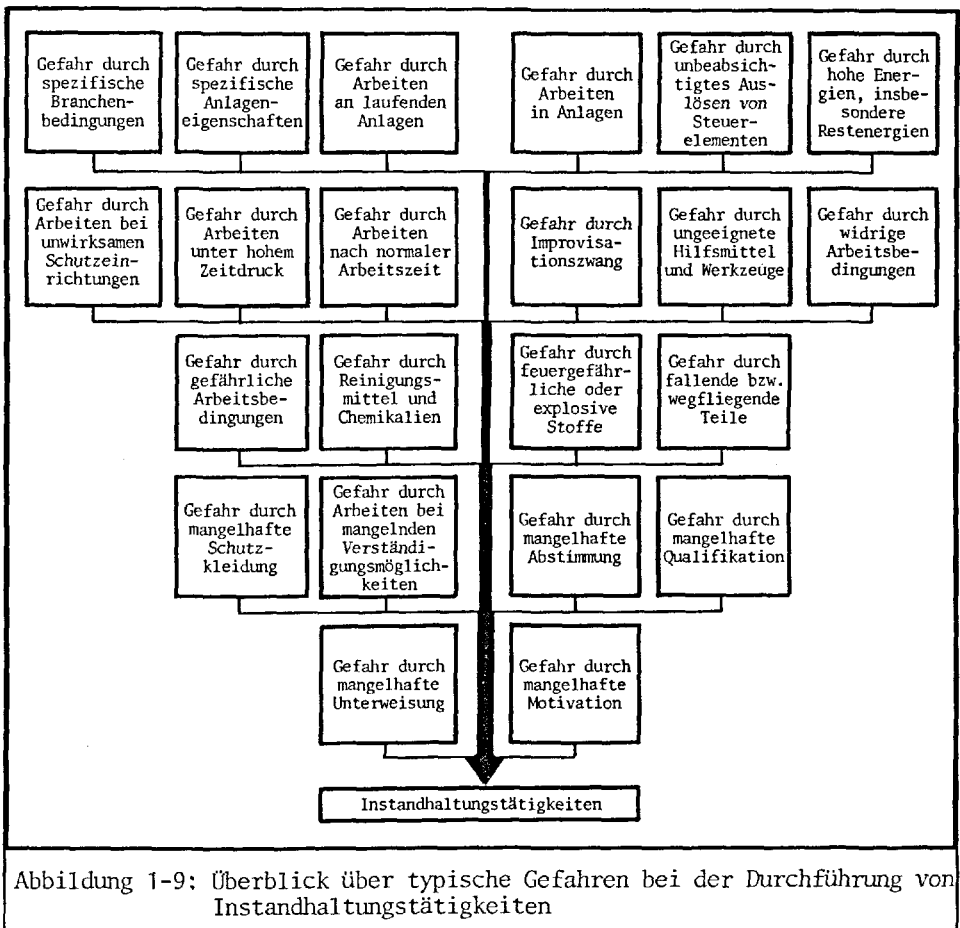 Gefahr durch
spezifische
Branchen-
bedingungen
Gefahr durch
spezifische
Anlagen-
eigenschaften
Gefahr durch
Arbeiten
an laufenden
Anlagen
Gefahr durch
Arbeiten
in Anlagen
Gefahr durch
unbeabsich-
tigtes Aus-
lösen von
Steuer-
elementen
Gefahr durch
hohe Ener-
gien, insbe-
sondere
Restenergien
Gefahr durch
Arbeiten bei
unwirksamen
Schutzein-
richtungen
Gefahr durch
Arbeiten
unter hohem
Zeitdruck
Gefahr durch
Arbeiten
nach normaler
Arbeitszeit
Gefahr durch
Improvisa-
tionszwang
Gefahr durch
ungeeignete
Hilfsmittel
und Werkzeuge
Gefahr durch
widrige
Arbeitsbe-
dingungen
Gefahr durch
gefährliche
Arbeitsbe-
dingungen
Gefahr durch
Reinigungs-
mittel und
Chemikalien
Gefahr durch
feuergefähr-
liche oder
explosive
Stoffe
Gefahr durch
fallende bzw.
wegfliegende
Teile
Gefahr durch
mangelhafte
Schutz-
kleidung
Gefahr durch
Arbeiten bei
mangelnden
Verständi-
gungsmöglich-
keiten
Gefahr durch
mangelhafte
Abstimmung
Gefahr durch
mangelhafte
Qualifikation
Gefahr durch
mangelhafte
Unterweisung
Gefahr durch
mangelhafte
Motivation
Instandhaltungstätigkeiten
Abbildung 1-9: Überblick über typische Gefahren bei der Durchführung von
Instandhaltungstätigkeiten